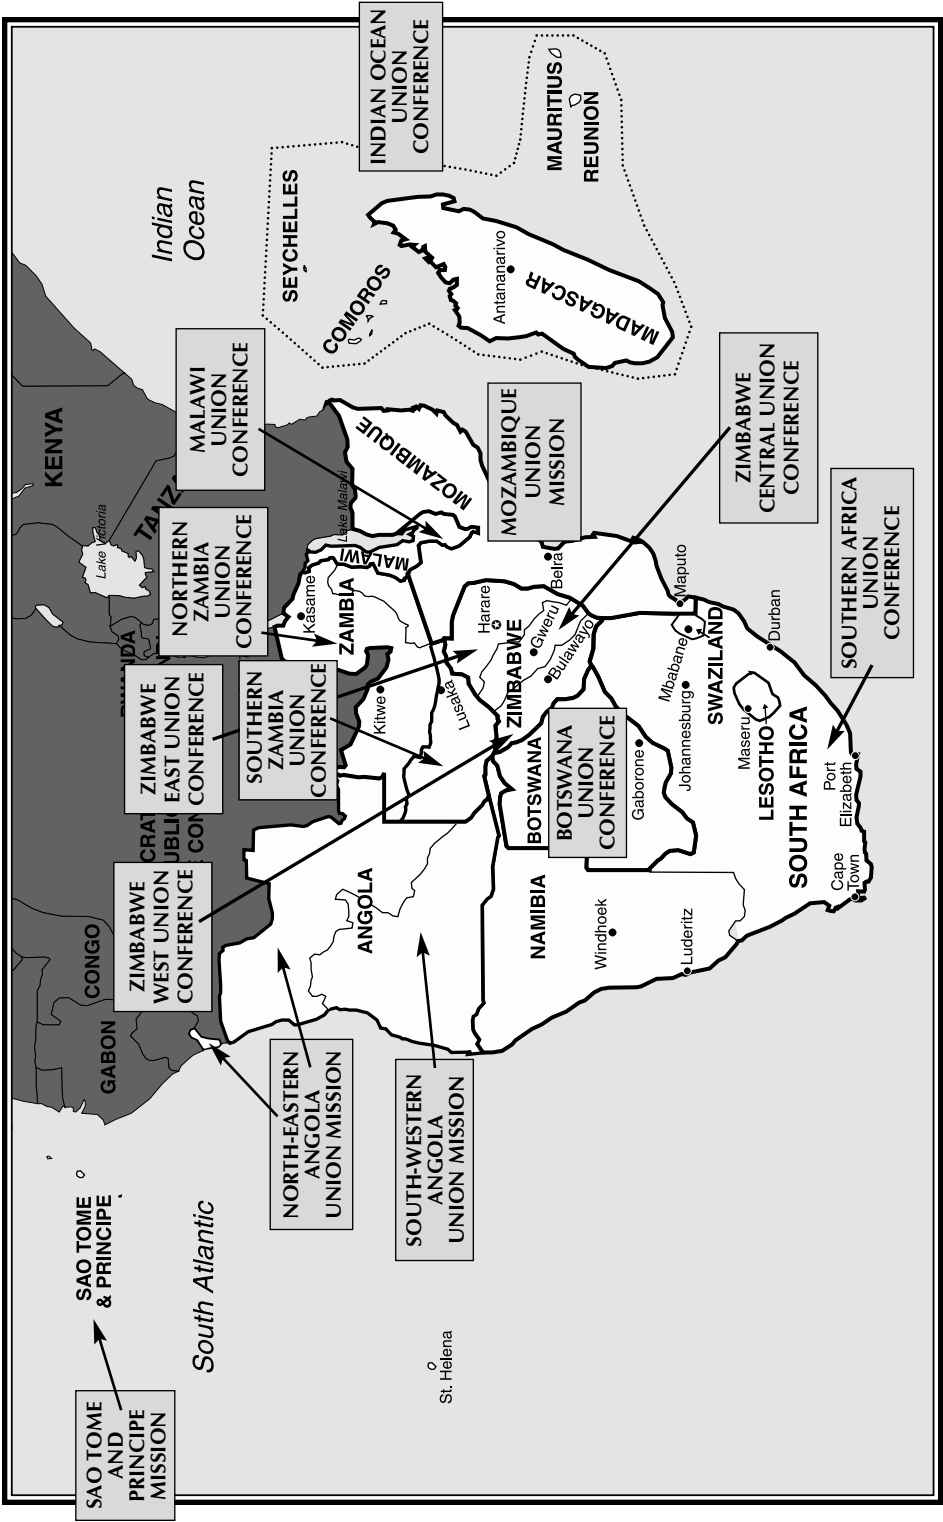 SAO TOME
AND
PRINCIPE
MISSION
SAO TOME
& PRINCIPE
South Atlantic
St. Helena
GABON
CONGO
ZIMBABWE
WEST UNION
CONFERENCE
ZIMBABWE
EAST UNION
CONFERENCE
NORTHERN
ZAMBIA
UNION
CONFERENCE
SOUTHERN
ZAMBIA
UNION
CONFERENCE
MALAWI
UNION
CONFERENCE
KENYA
Lake Victoria
TANZA
Lake Malawi
Indian
Ocean
INDIAN OCEAN
UNION
CONFERENCE
SEYCHELLES
COMOROS
MAURITIUS
REUNION
Antananarivo
MADAGASCAR
NORTH-EASTERN
ANGOLA
UNION MISSION
SOUTH-WESTERN
ANGOLA
UNION MISSION
ANGOLA
ZAMBIA
Kasame
Kitwe
Lusaka
MALAWI
MOZAMBIQUE
MOZAMBIQUE
UNION
MISSION
Harare
ZIMBABWE
Gweru
Bulawayo
Belra
ZIMBABWE
CENTRAL UNION
CONFERENCE
NAMIBIA
Windhoek
Luderitz
BOTSWANA
BOTSWANA
UNION
CONFERENCE
Gaborone
Johannesburg
Mbabane
Maputo
SWAZILAND
Maseru
LESOTHO
Durban
SOUTH AFRICA
Port
Elizabeth
Cape
Town
SOUTHERN AFRICA
UNION
CONFERENCE